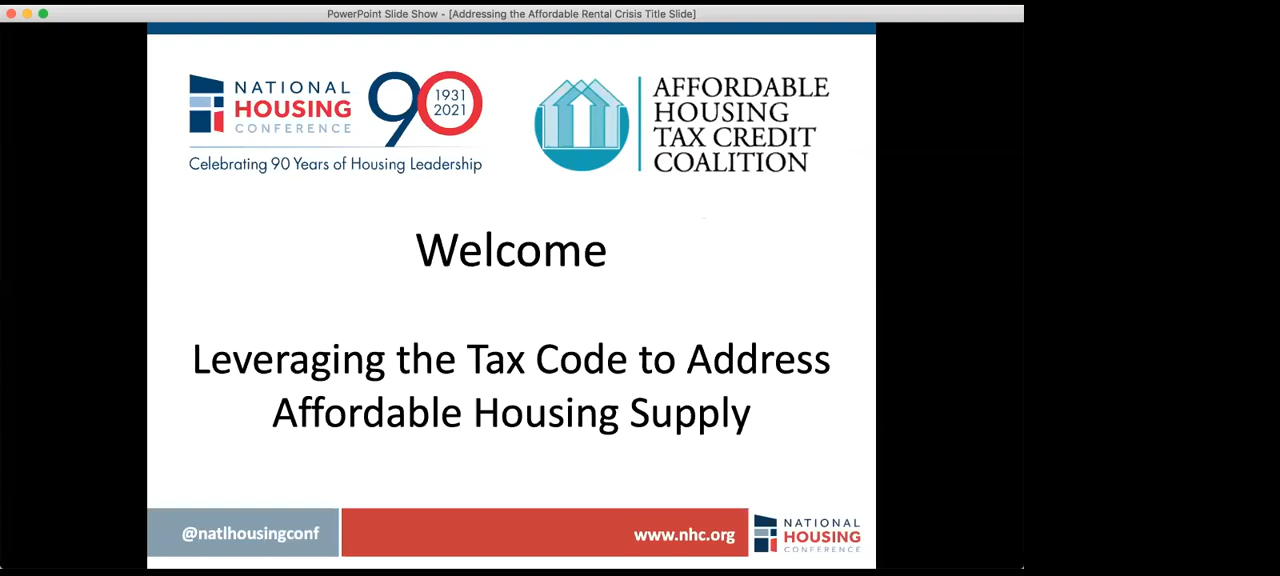 PowerPoint Slide Show - [Addressing the Affordable Rental Crisis Title Slide]
NATIONAL
HOUSING
CONFERENCE
90
1931
2021
Celebrating 90 Years of Housing Leadership
AFFORDABLE
HOUSING
TAX CREDIT
COALITION
Welcome
Leveraging the Tax Code to Address
Affordable Housing Supply
@natlhousingconf
www.nhc.org
NATIONAL
HOUSING
CONFERENCE